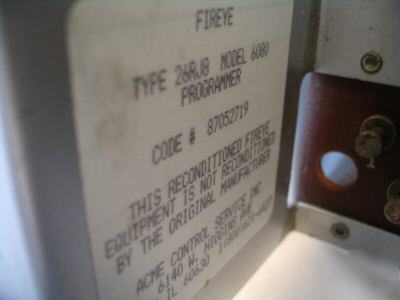 FIREYE
TYPE 26RJ8 MODEL 6080
PROGRAMMER
CODE # 87052719
THIS RECONDITIONED FIREYE
EQUIPMENT IS NOT RECONDITIONED
BY THE ORIGINAL MANUFACTURER
ACME CONTROL SERVICE INC
6140 W. HIGGINS AVE.
IL 60630